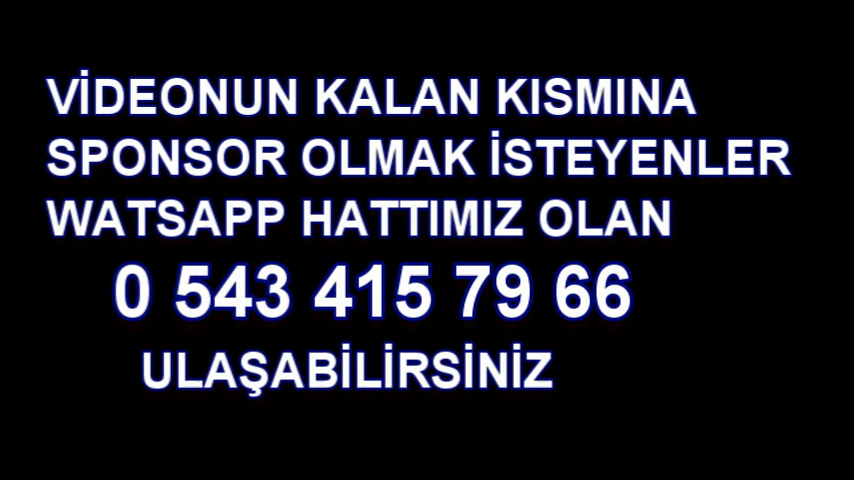 VİDEONUN KALAN KISMINA
SPONSOR OLMAK İSTEYENLER
WATSAPP HATTIMIZ OLAN
0 543 415 79 66
ULAŞABİLİRSİNİZ